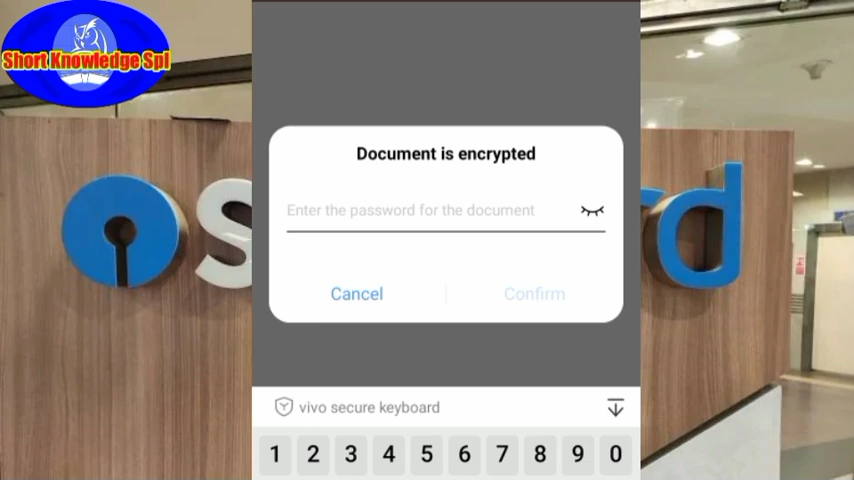 Short Knowledge Spl
S
d
Document is encrypted
Enter the password for the document
Cancel
Confirm
vivo secure keyboard
1 2 3 4 5 6 7 8 9 0